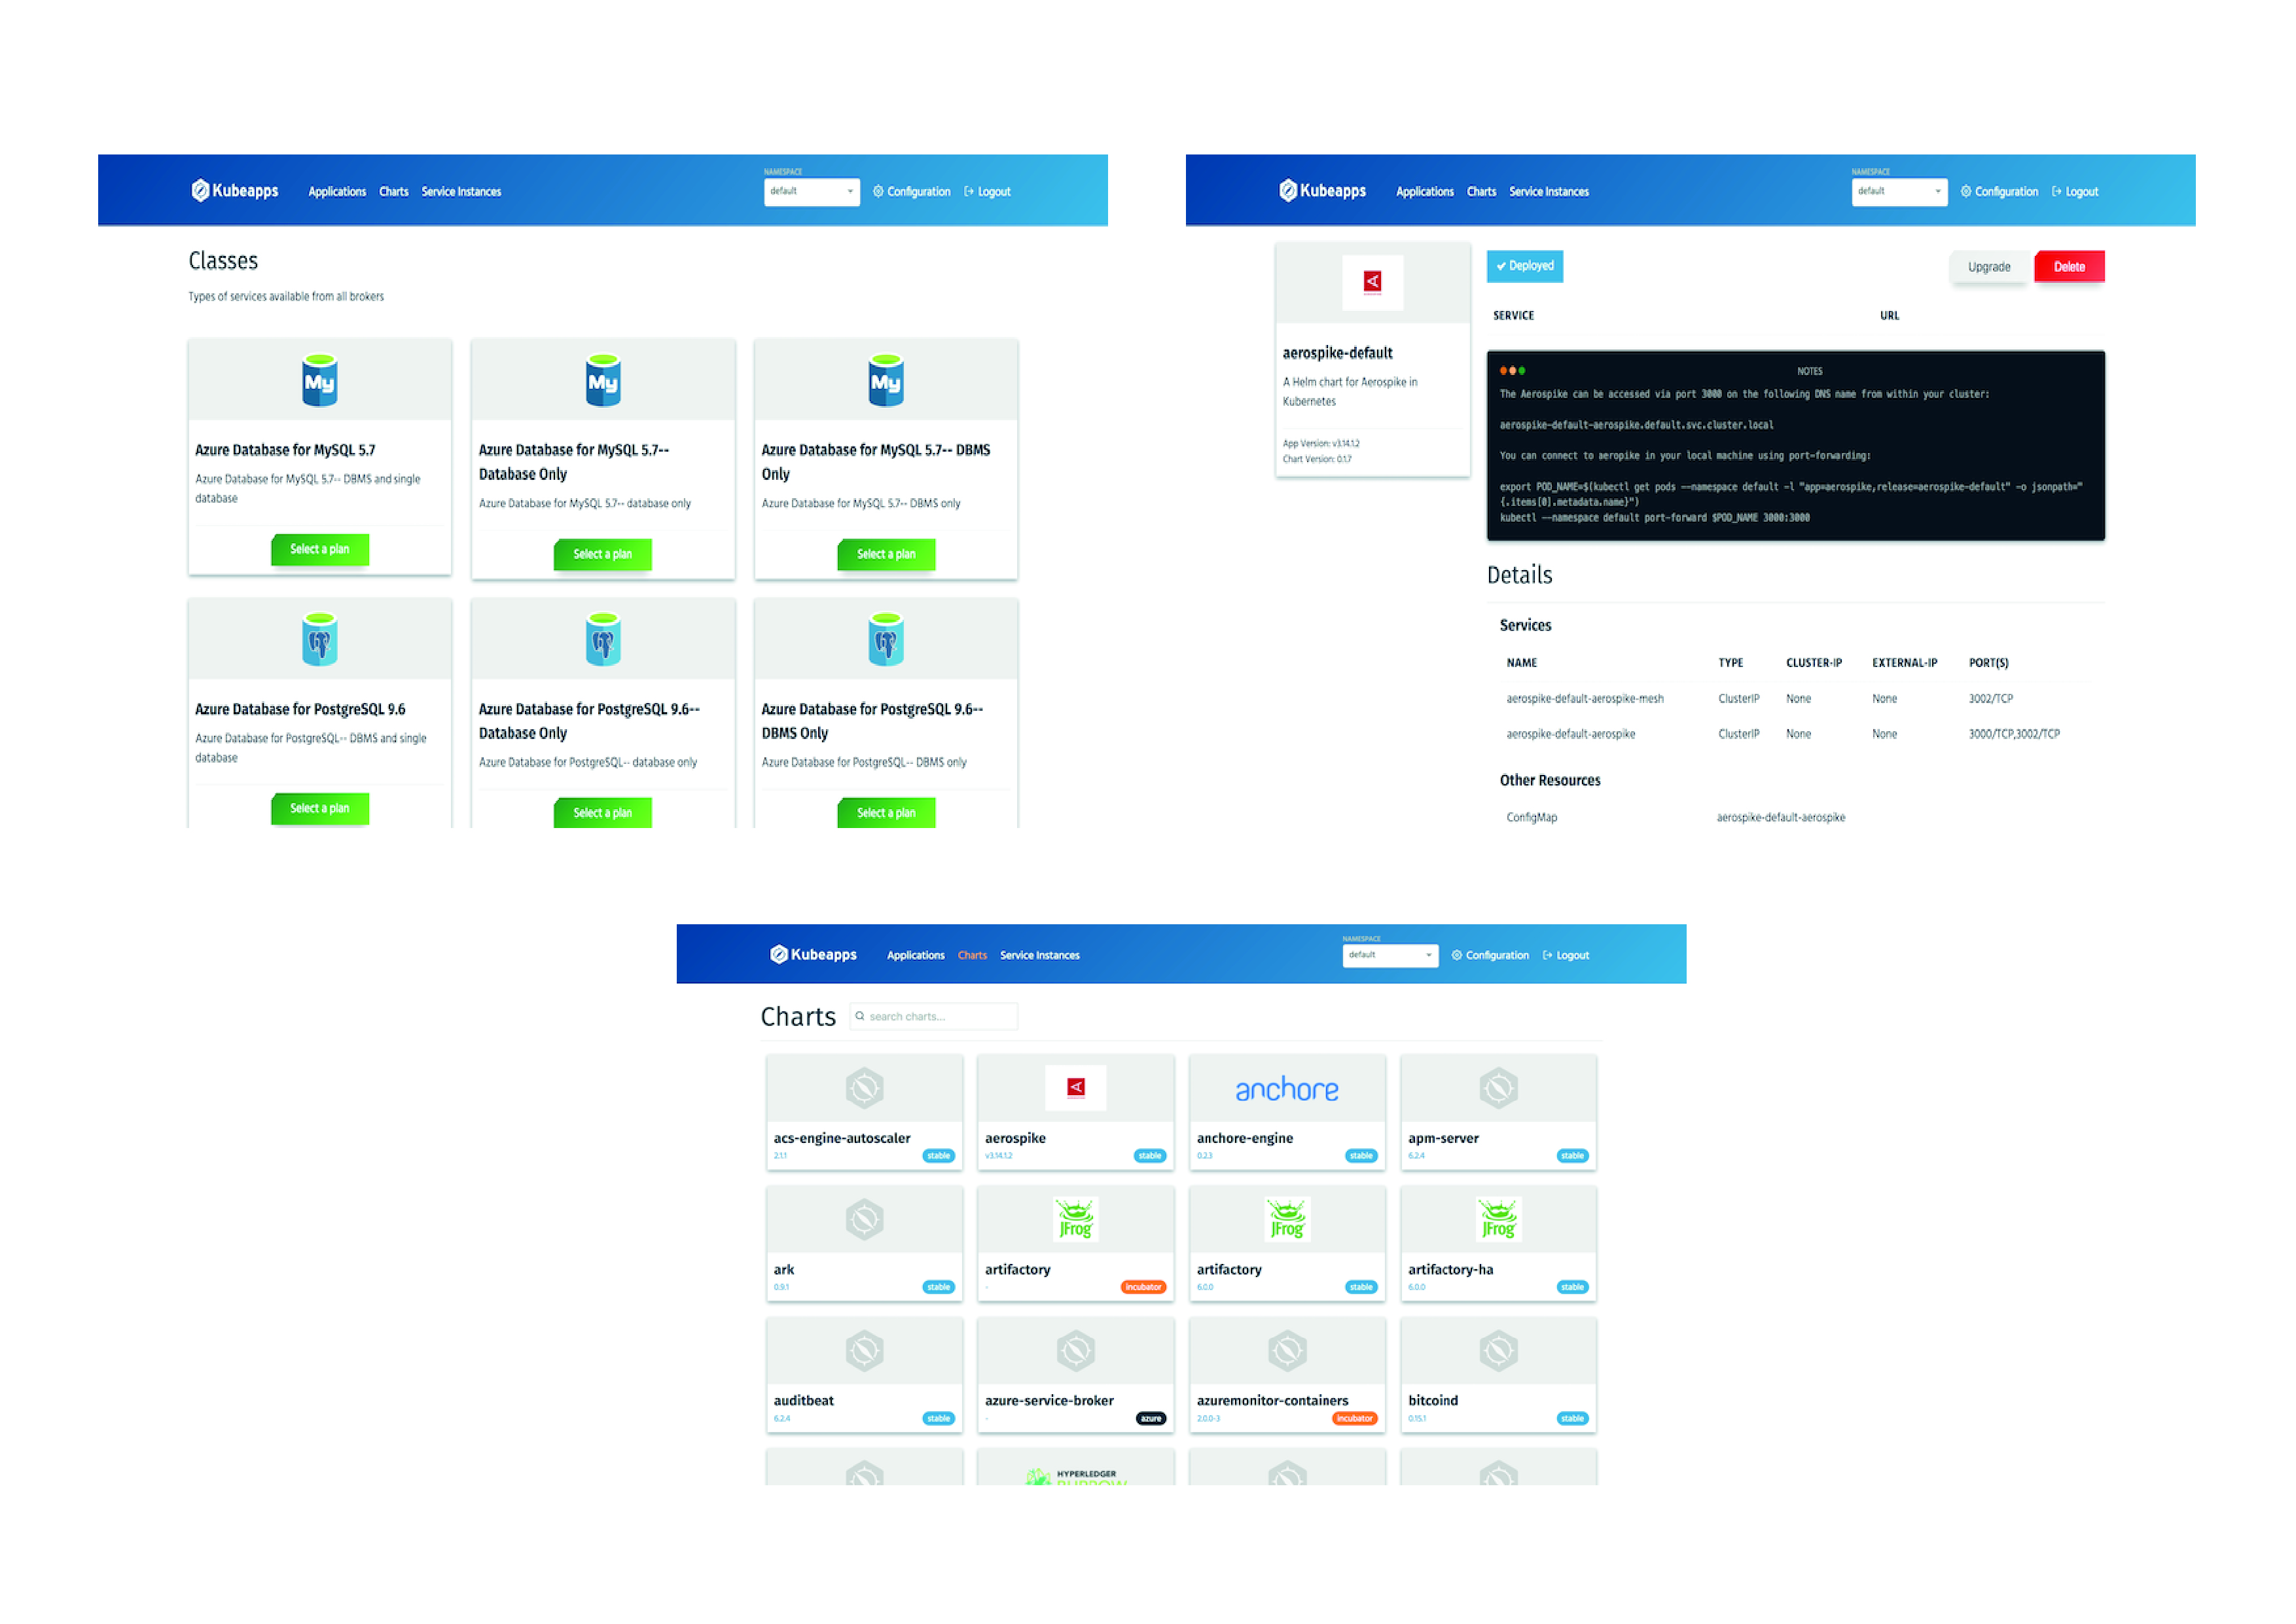 Kubeapps Applications Charts Service Instances NAMESPACE default Configuration Logout
Classes
Types of services available from all brokers
My
Azure Database for MySQL 5.7
Azure Database for MySQL 5.7-- DBMS and single
database
Select a plan
My
Azure Database for MySQL 5.7--
Database Only
Azure Database for MySQL 5.7-- database only
Select a plan
My
Azure Database for MySQL 5.7-- DBMS
Only
Azure Database for MySQL 5.7-- DBMS only
Select a plan
Azure Database for PostgreSQL 9.6
Azure Database for PostgreSQL-- DBMS and single
database
Select a plan
Azure Database for PostgreSQL 9.6--
Database Only
Azure Database for PostgreSQL-- database only
Select a plan
Azure Database for PostgreSQL 9.6--
DBMS Only
Azure Database for PostgreSQL-- DBMS only
Select a plan
Kubeapps Applications Charts Service Instances NAMESPACE default Configuration Logout
aerospike-default
A Helm chart for Aerospike in
Kubernetes
App Version: v3.14.1.2
Chart Version: 0.1.7
Deployed Upgrade Delete
SERVICE URL
NOTES
The Aerospike can be accessed via port 3000 on the following DNS name from within your cluster:
aerospike-default-aerospike.default.svc.cluster.local
You can connect to aeropike in your local machine using port-forwarding:
export POD_NAME=$(kubectl get pods --namespace default -l "app=aerospike,release=aerospike-default" -o jsonpath="
{.items[0].metadata.name}")
kubectl --namespace default port-forward $POD_NAME 3000:3000
Details
Services
NAME TYPE CLUSTER-IP EXTERNAL-IP PORT(S)
aerospike-default-aerospike-mesh ClusterIP None None 3002/TCP
aerospike-default-aerospike ClusterIP None None 3000/TCP,3002/TCP
Other Resources
ConfigMap aerospike-default-aerospike
Kubeapps Applications Charts Service Instances NAMESPACE default Configuration Logout
Charts search charts...
acs-engine-autoscaler
2.1.1 stable
aerospike
v3.14.1.2 stable
anchore
anchore-engine
0.2.3 stable
apm-server
6.2.4 stable
ark
0.9.1 stable
JFrog
artifactory
- incubator
JFrog
artifactory
6.0.0 stable
JFrog
artifactory-ha
6.0.0 stable
auditbeat
6.2.4 stable
azure-service-broker
- azure
azuremonitor-containers
2.0.0-3 incubator
bitcoind
0.15.1 stable
HYPERLEDGER